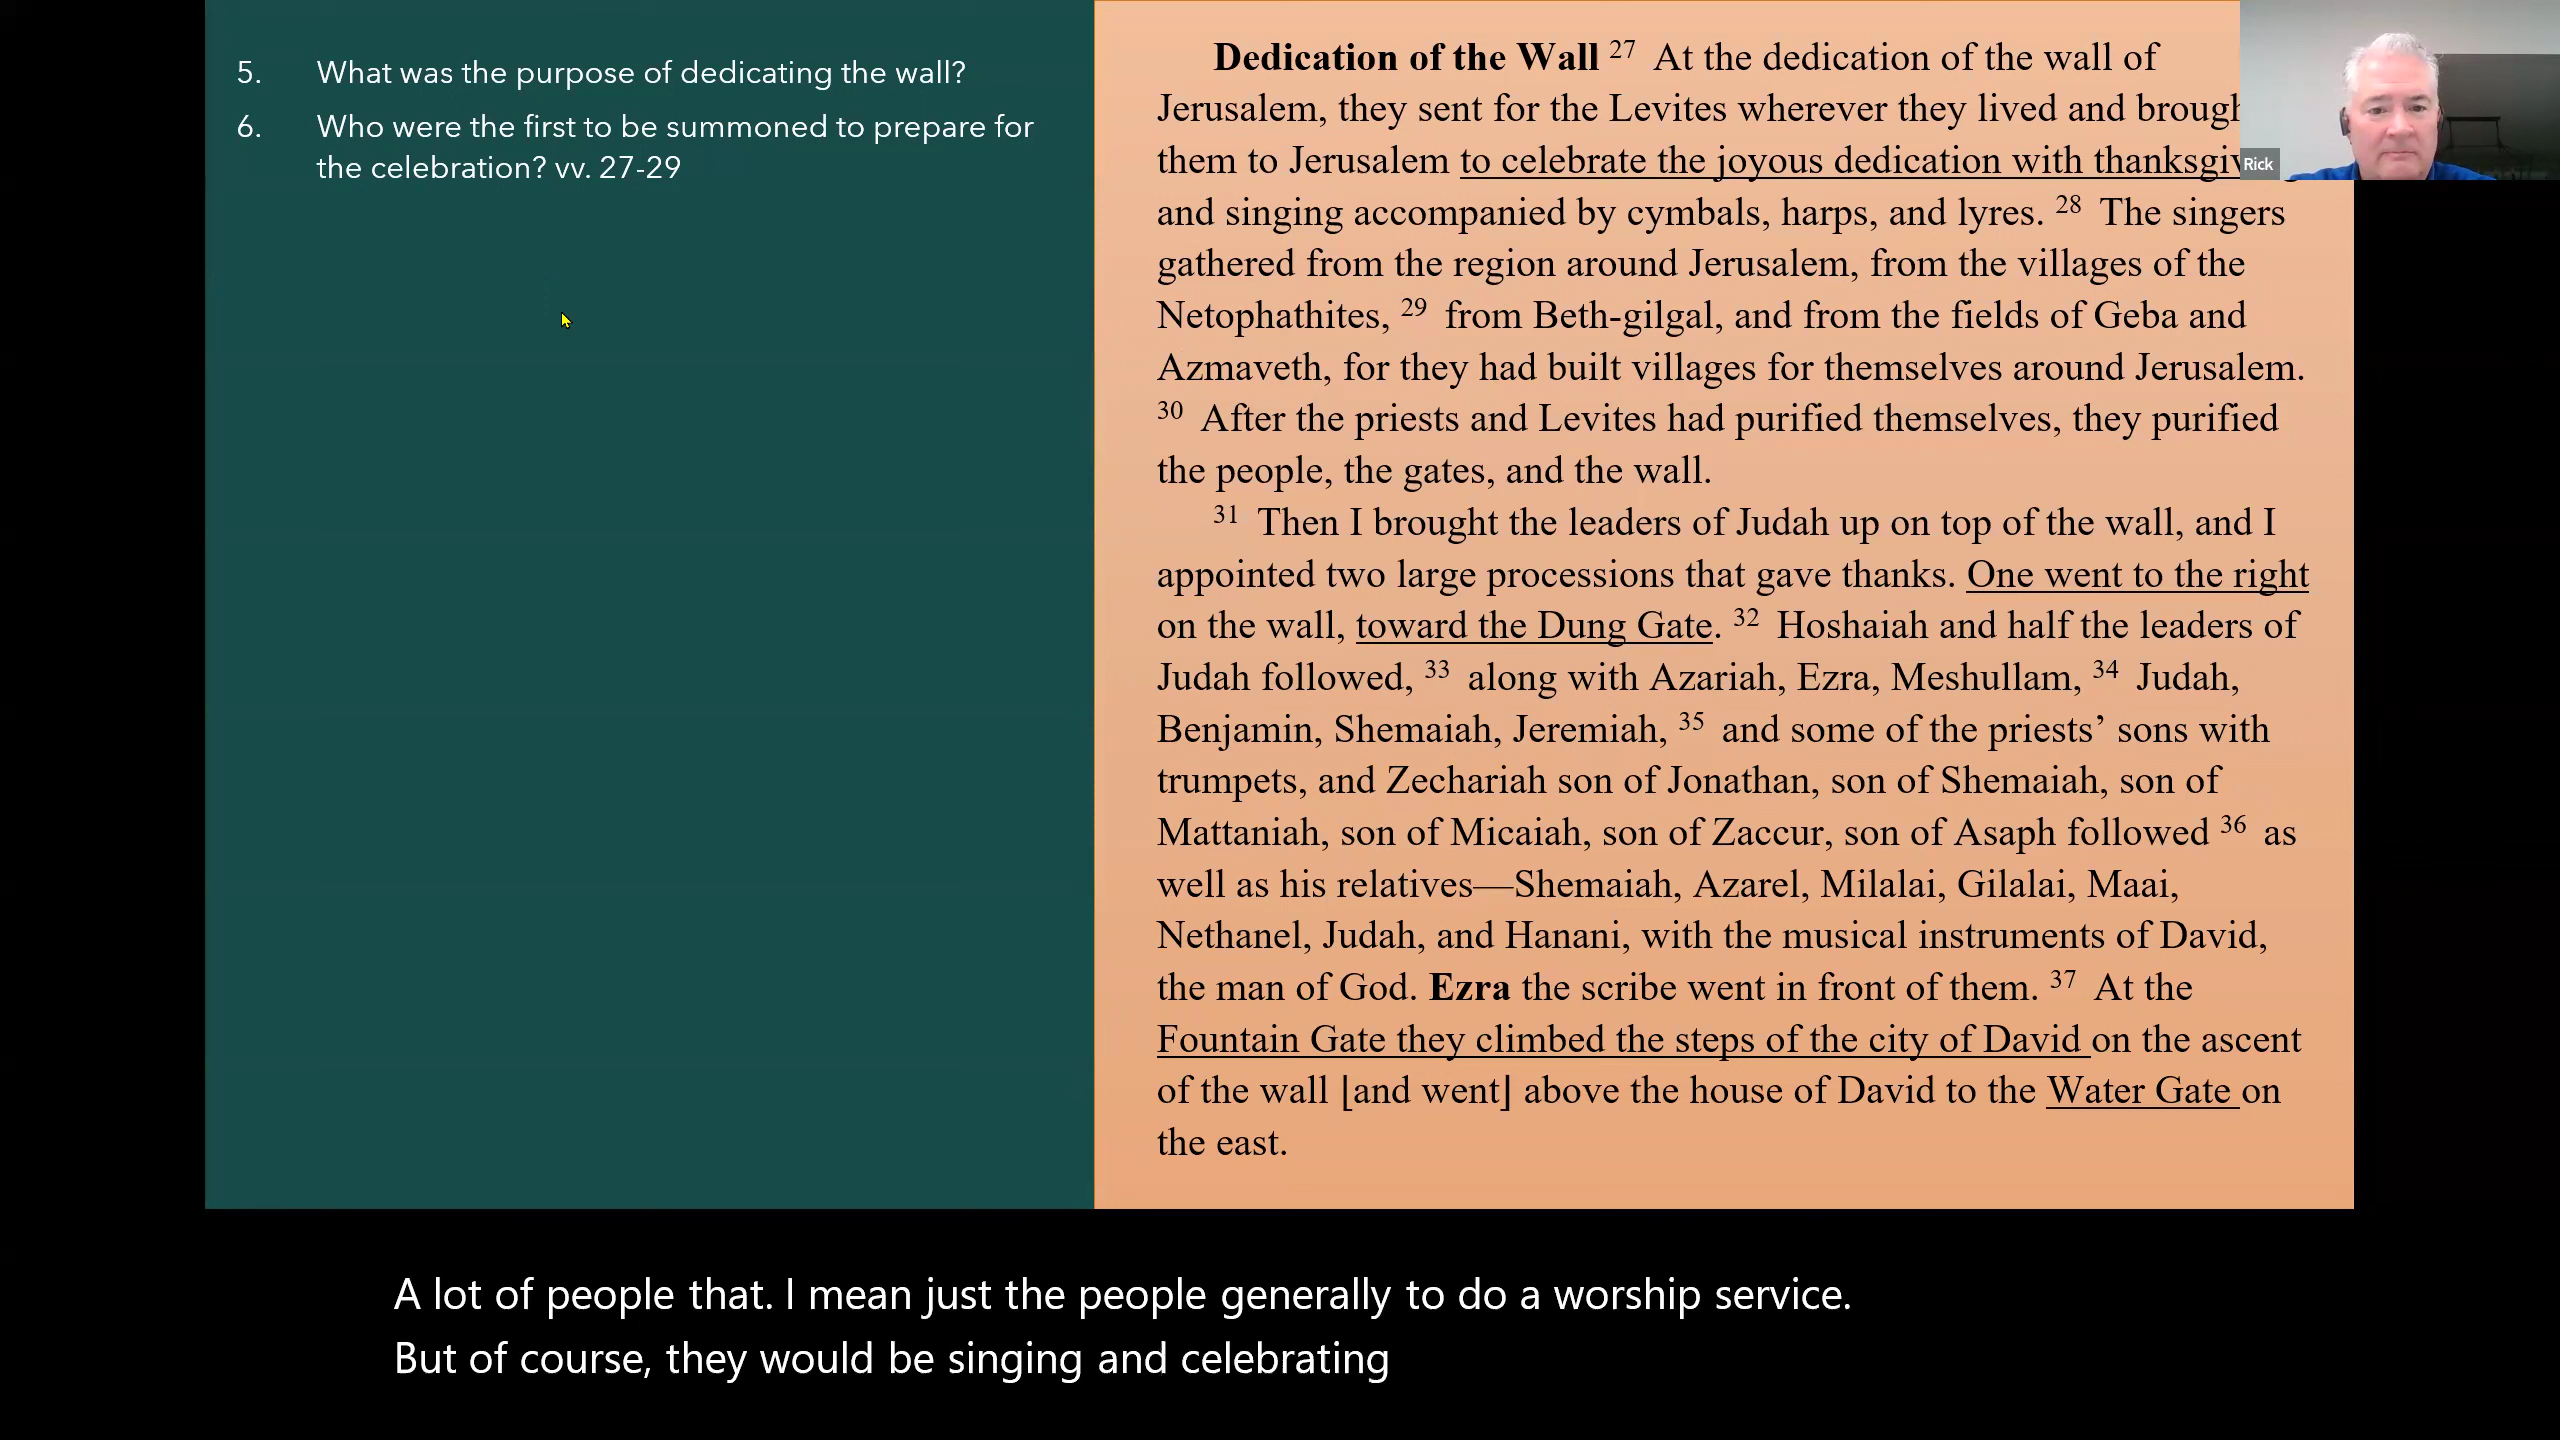 5. What was the purpose of dedicating the wall?
6. Who were the first to be summoned to prepare for
the celebration? vv. 27-29
Dedication of the Wall 27 At the dedication of the wall of
Jerusalem, they sent for the Levites wherever they lived and brough
them to Jerusalem to celebrate the joyous dedication with thanksgiv
and singing accompanied by cymbals, harps, and lyres. 28 The singers
gathered from the region around Jerusalem, from the villages of the
Netophathites, 29 from Beth-gilgal, and from the fields of Geba and
Azmaveth, for they had built villages for themselves around Jerusalem.
30 After the priests and Levites had purified themselves, they purified
the people, the gates, and the wall.
31 Then I brought the leaders of Judah up on top of the wall, and I
appointed two large processions that gave thanks. One went to the right
on the wall, toward the Dung Gate. 32 Hoshaiah and half the leaders of
Judah followed, 33 along with Azariah, Ezra, Meshullam, 34 Judah,
Benjamin, Shemaiah, Jeremiah, 35 and some of the priests’ sons with
trumpets, and Zechariah son of Jonathan, son of Shemaiah, son of
Mattaniah, son of Micaiah, son of Zaccur, son of Asaph followed 36 as
well as his relatives—Shemaiah, Azarel, Milalai, Gilalai, Maai,
Nethanel, Judah, and Hanani, with the musical instruments of David,
the man of God. Ezra the scribe went in front of them. 37 At the
Fountain Gate they climbed the steps of the city of David on the ascent
of the wall ⌊and went⌋ above the house of David to the Water Gate on
the east.
Rick
A lot of people that. I mean just the people generally to do a worship service.
But of course, they would be singing and celebrating